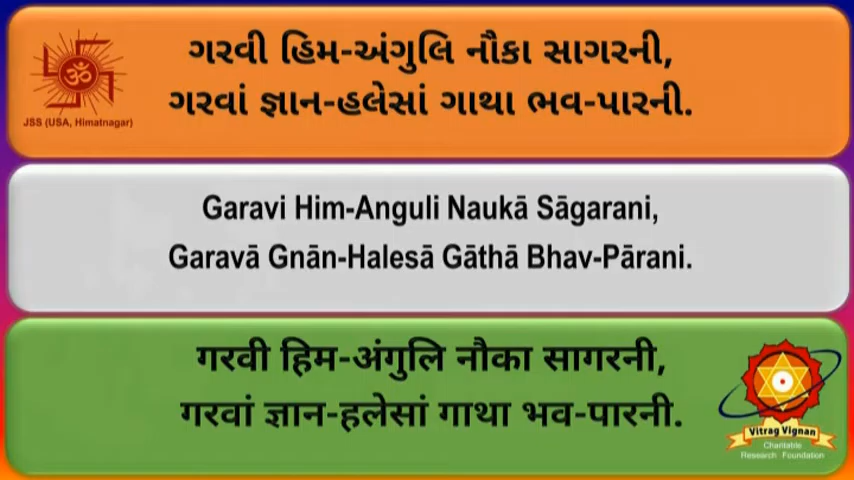 ગરવી હિમ-અંગુલિ નૌકા સાગરની,
ગરવાં જ્ઞાન-હલેસાં ગાથા ભવ-પારની.
ॐ
JSS (USA, Himatnagar)
Garavi Him-Anguli Naukā Sāgarani,
Garavā Gnān-Halesā Gāthā Bhav-Pārani.
गरवी हिम-अंगुलि नौका सागरनी,
गरवां ज्ञान-हलेसां गाथा भव-पारनी.
Vitrag Vignan
Charitable
Research Foundation